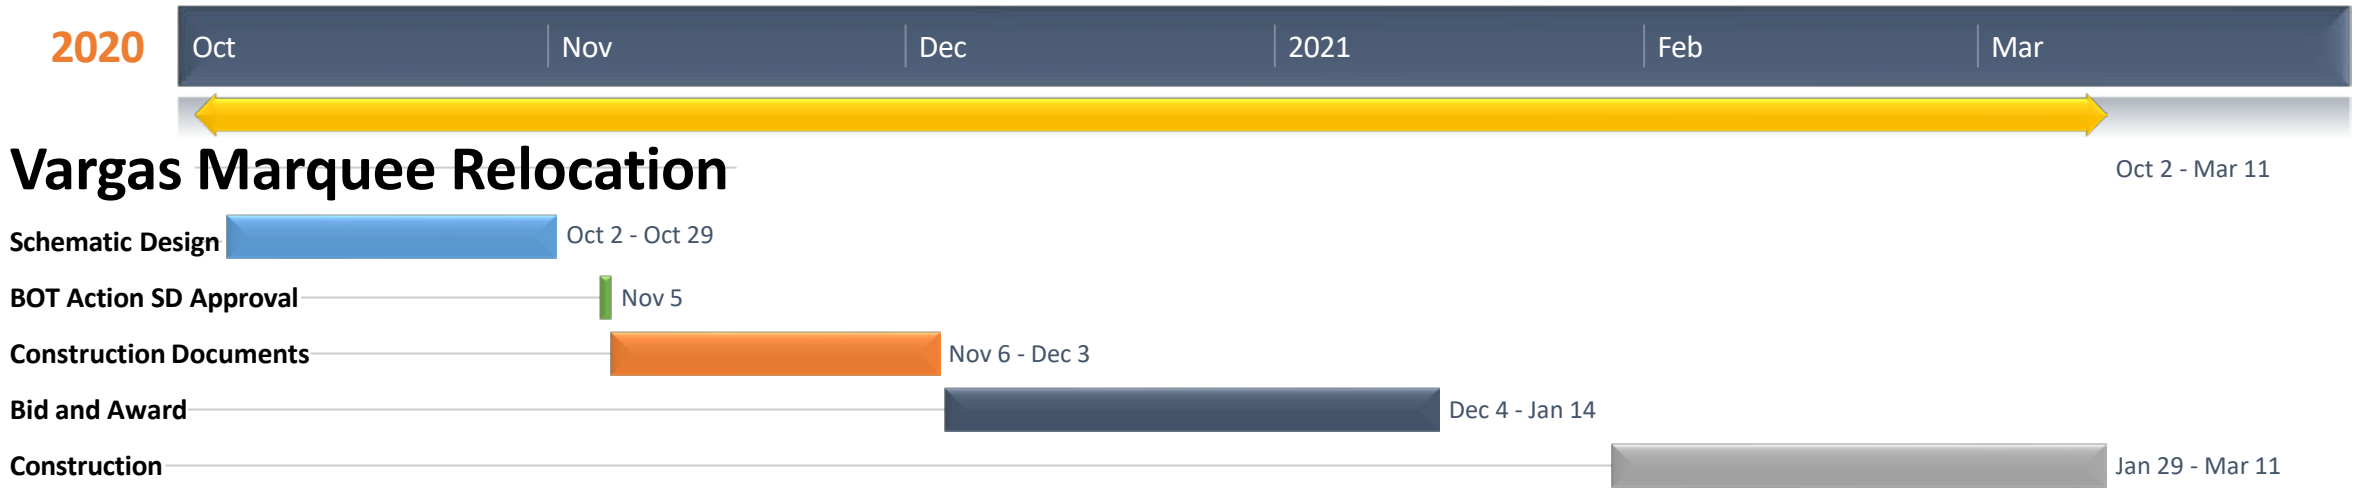 2020 Oct Nov Dec 2021 Feb Mar
Vargas Marquee Relocation Oct 2 - Mar 11
Schematic Design Oct 2 - Oct 29
BOT Action SD Approval Nov 5
Construction Documents Nov 6 - Dec 3
Bid and Award Dec 4 - Jan 14
Construction Jan 29 - Mar 11